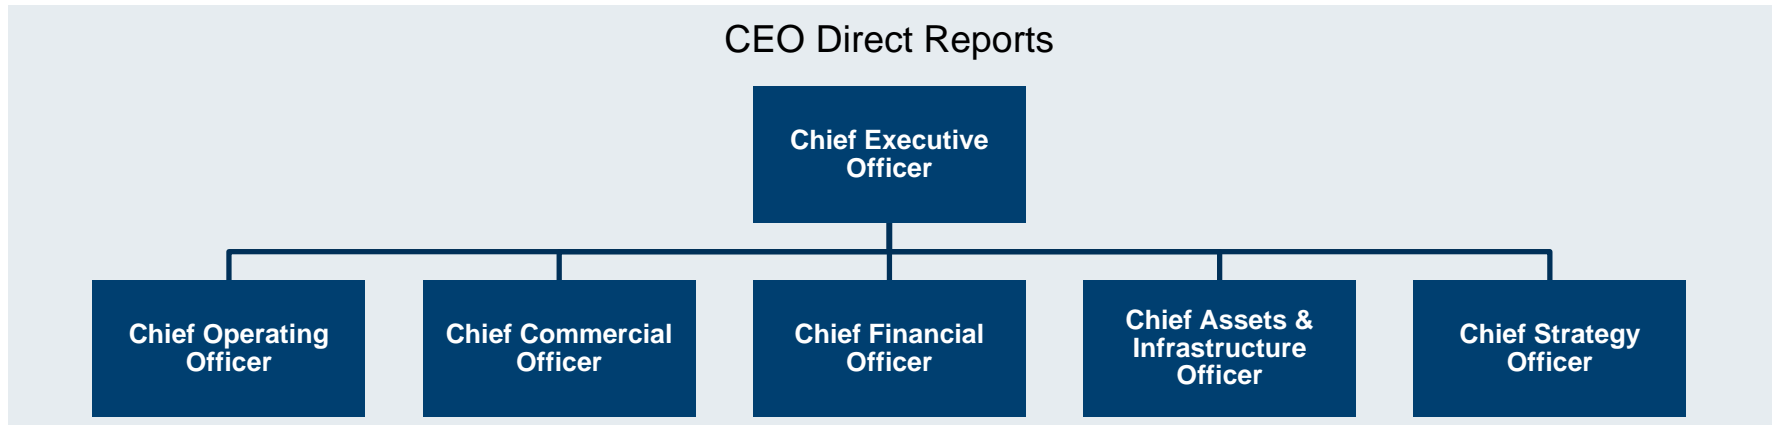 CEO Direct Reports
Chief Executive
Officer
Chief Operating
Officer
Chief Commercial
Officer
Chief Financial
Officer
Chief Assets &
Infrastructure
Officer
Chief Strategy
Officer